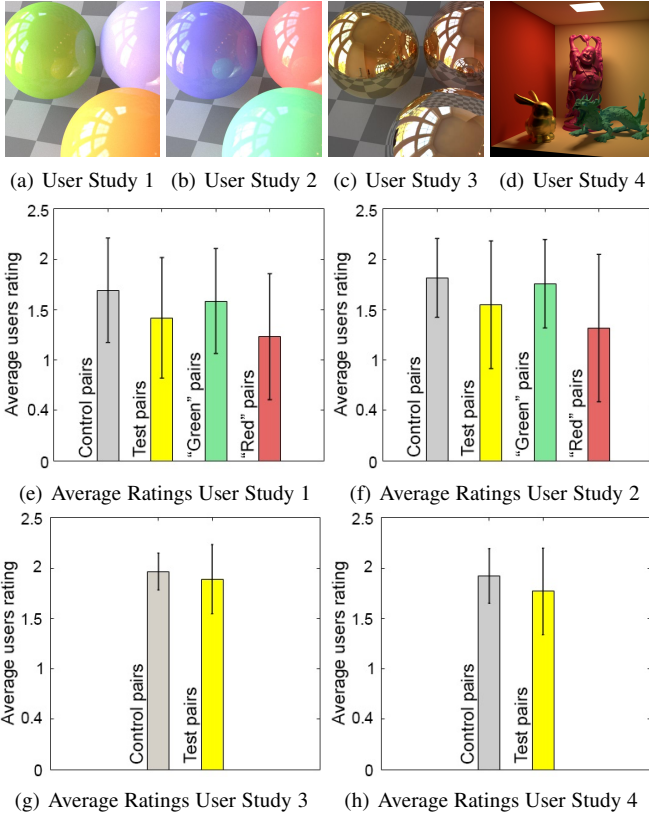 (a) User Study 1
(b) User Study 2
(c) User Study 3
(d) User Study 4
2.5
2
1.5
1
0.4
0
Average users rating
Control pairs
Test pairs
“Green” pairs
“Red” pairs
(e) Average Ratings User Study 1
2.5
2
1.5
1
0.4
0
Average users rating
Control pairs
Test pairs
“Green” pairs
“Red” pairs
(f) Average Ratings User Study 2
2.5
2
1.5
1
0.4
0
Average users rating
Control pairs
Test pairs
(g) Average Ratings User Study 3
2.5
2
1.5
1
0.4
0
Average users rating
Control pairs
Test pairs
(h) Average Ratings User Study 4